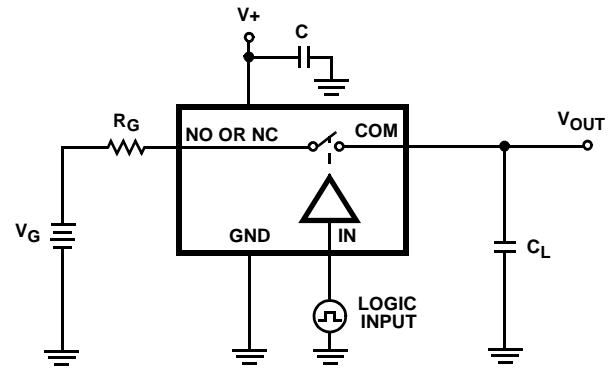 V+
C
RG
NO OR NC
COM
VOUT
VG
GND
IN
CL
LOGIC
INPUT